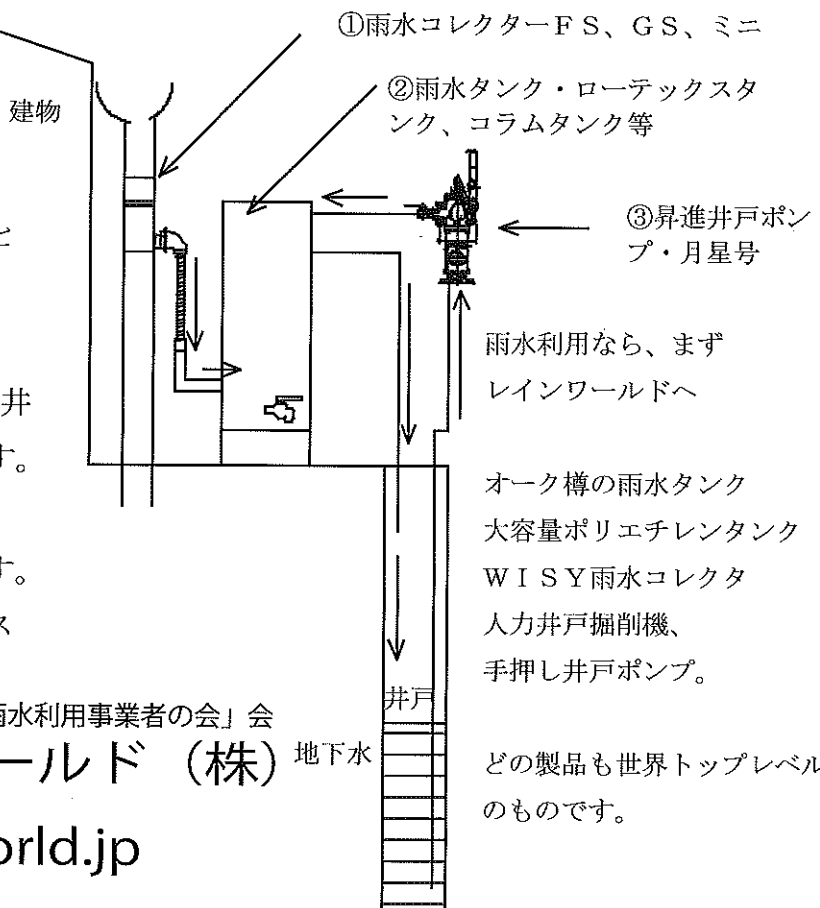 ①雨水コレクターＦＳ、ＧＳ、ミニ
建物
②雨水タンク・ローテックスタ
ンク、コラムタンク等
③昇進井戸ポン
プ・月星号
雨水利用なら、まず
レインワールドへ
井
す。
す。
ス
オーク樽の雨水タンク
大容量ポリエチレンタンク
ＷＩＳＹ雨水コレクタ
人力井戸掘削機、
手押し井戸ポンプ。
井戸
雨水利用事業者の会」会
ールド（株）
地下水
orld.jp
どの製品も世界トップレベル
のものです。